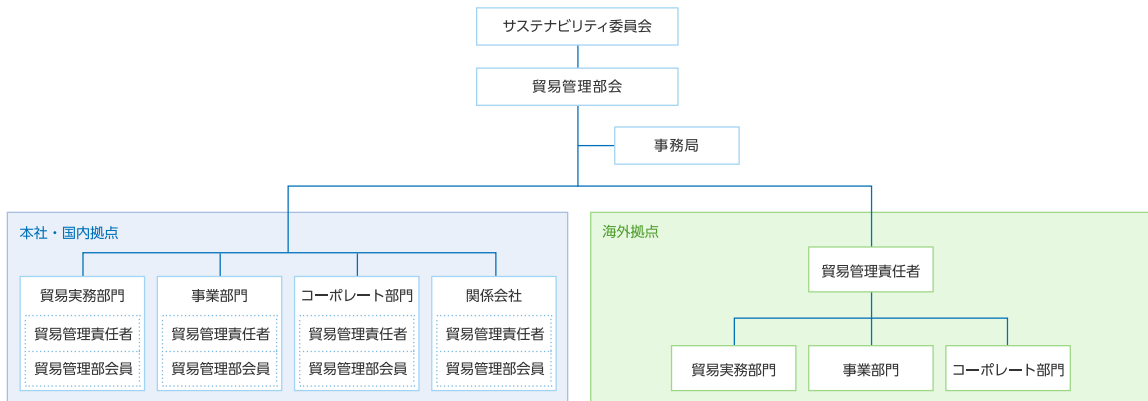 サステナビリティ委員会
貿易管理部会
事務局
本社・国内拠点
貿易実務部門
貿易管理責任者
貿易管理部会員
事業部門
貿易管理責任者
貿易管理部会員
コーポレート部門
貿易管理責任者
貿易管理部会員
関係会社
貿易管理責任者
貿易管理部会員
海外拠点
貿易管理責任者
貿易実務部門
事業部門
コーポレート部門